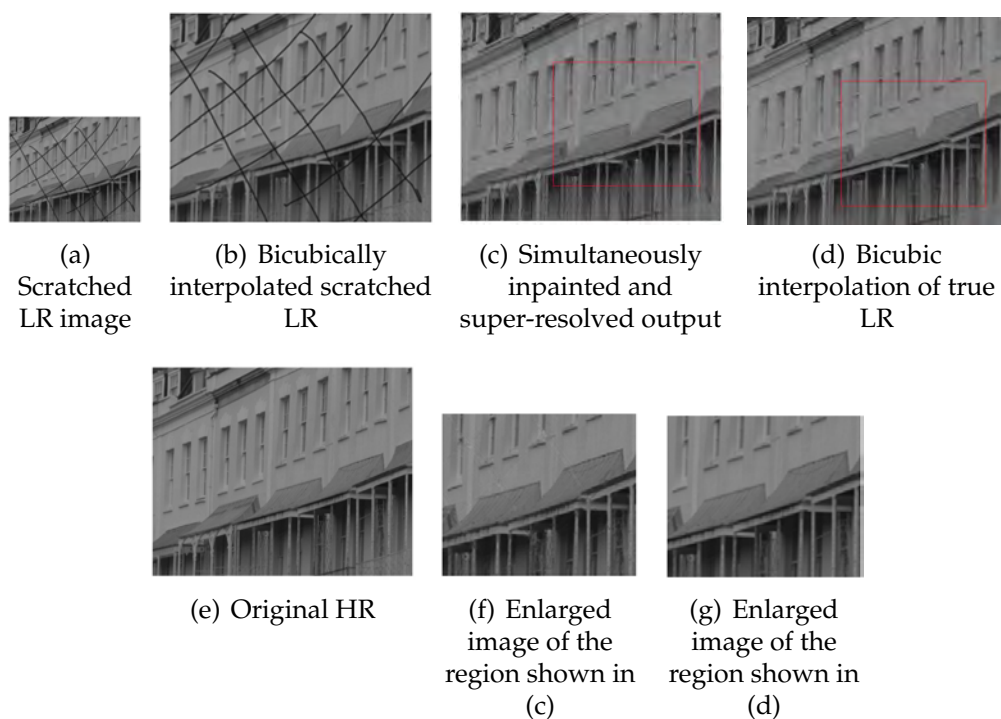 (a)
Scratched
LR image
(b) Bicubically
interpolated scratched
LR
(c) Simultaneously
inpainted and
super-resolved output
(d) Bicubic
interpolation of true
LR
(e) Original HR
(f) Enlarged
image of the
region shown in
(c)
(g) Enlarged
image of the
region shown in
(d)